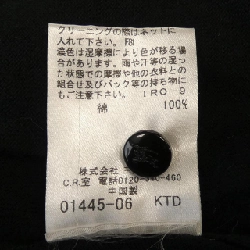 クリーニングの際はネットに
入れて下さい。FR
濃色は湿摩擦により色が移る場
合があります。雨や汗等の湿っ
た状態での摩擦や他の衣料との
組合せ及びバック等の持ち物に
もご注意下さい。 IRC 9
綿 100%
株式会社
C.R.室 電話0120- -460
中国製
01445-06 KTD